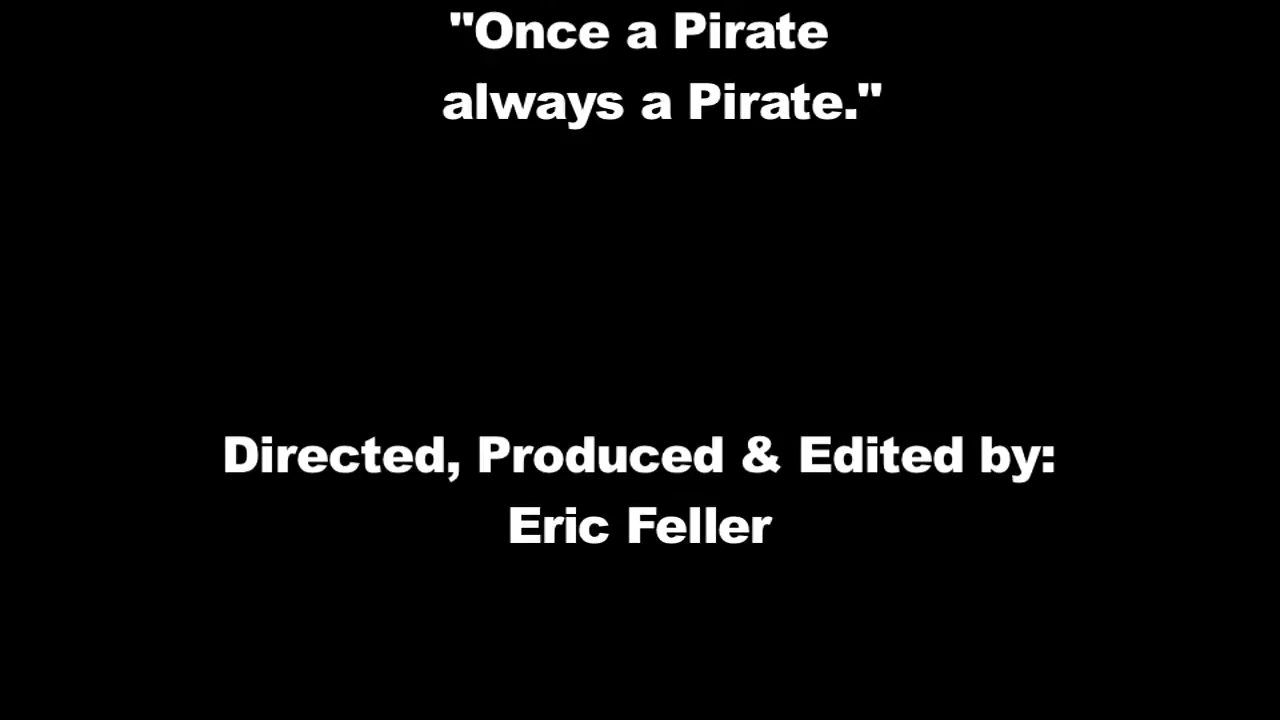 "Once a Pirate
always a Pirate."
Directed, Produced & Edited by:
Eric Feller